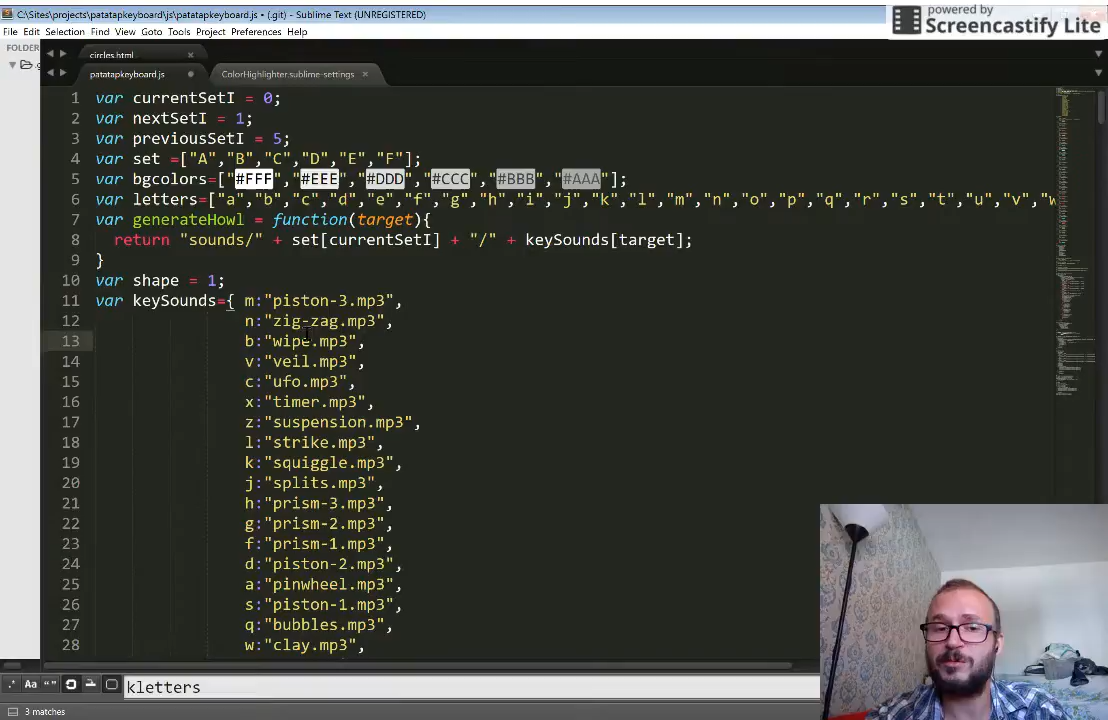 C:\Sites\projects\patatapkeyboard\js\patatapkeyboard.js • (.git) - Sublime Text (UNREGISTERED)
powered by
Screencastify Lite
File Edit Selection Find View Goto Tools Project Preferences Help
FOLDER
circles.html
patatapkeyboard.js
ColorHighlighter.sublime-settings
1 var currentSetI = 0;
2 var nextSetI = 1;
3 var previousSetI = 5;
4 var set =["A","B","C","D","E","F"];
5 var bgcolors=["#FFF","#EEE","#DDD","#CCC","#BBB","#AAA"];
6 var letters=["a","b","c","d","e","f","g","h","i","j","k","l","m","n","o","p","q","r","s","t","u","v","w
7 var generateHowl = function(target){
8 return "sounds/" + set[currentSetI] + "/" + keySounds[target];
9 }
10 var shape = 1;
11 var keySounds={ m:"piston-3.mp3",
12 n:"zig-zag.mp3",
13 b:"wipe.mp3",
14 v:"veil.mp3",
15 c:"ufo.mp3",
16 x:"timer.mp3",
17 z:"suspension.mp3",
18 l:"strike.mp3",
19 k:"squiggle.mp3",
20 j:"splits.mp3",
21 h:"prism-3.mp3",
22 g:"prism-2.mp3",
23 f:"prism-1.mp3",
24 d:"piston-2.mp3",
25 a:"pinwheel.mp3",
26 s:"piston-1.mp3",
27 q:"bubbles.mp3",
28 w:"clay.mp3",
.* Aa “”
kletters
3 matches